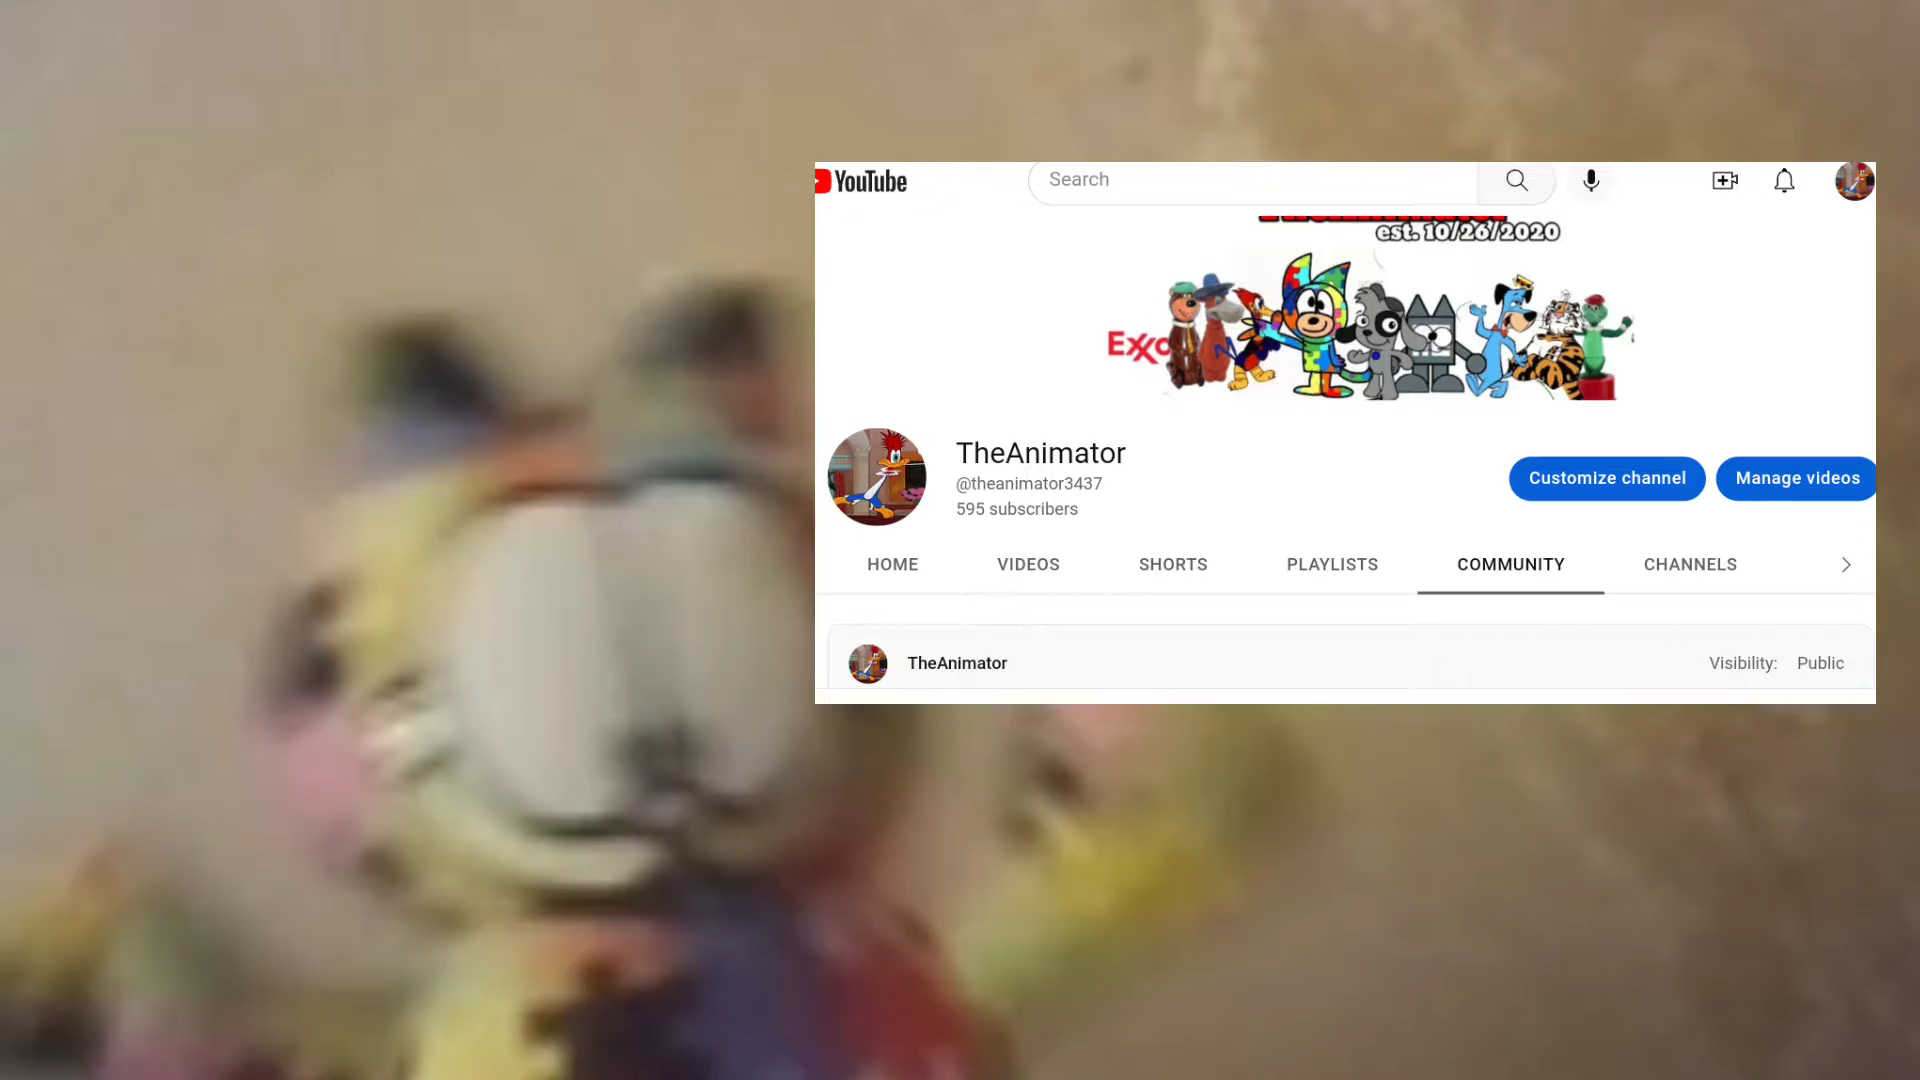 YouTube
Search
est. 10/26/2020
TheAnimator
@theanimator3437
595 subscribers
Customize channel
Manage videos
HOME
VIDEOS
SHORTS
PLAYLISTS
COMMUNITY
CHANNELS
TheAnimator
Visibility:
Public